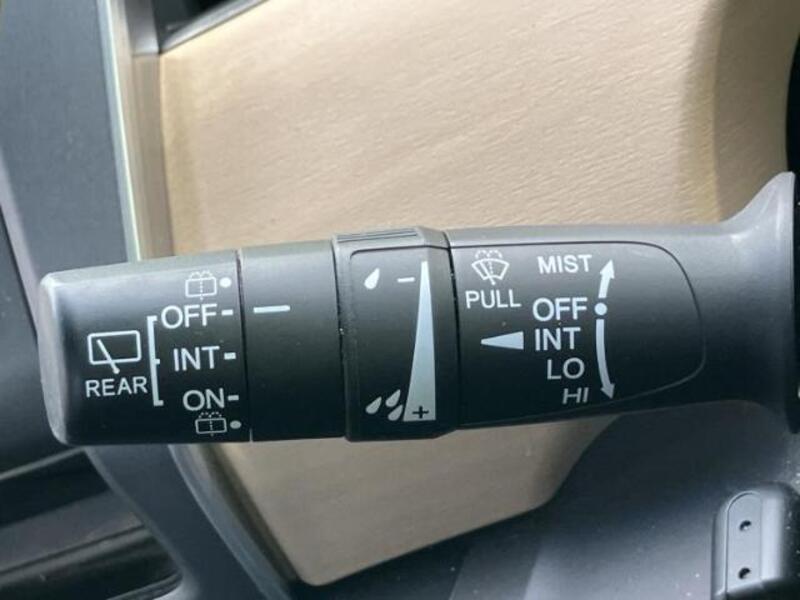 OFF
INT
REAR
ON
−
+
PULL
MIST
OFF
INT
LO
HI